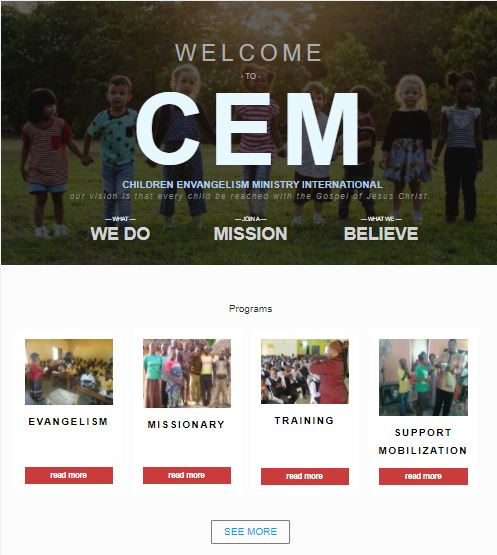 WELCOME
- TO -
CEM
CHILDREN ENVANGELISM MINISTRY INTERNATIONAL
our vision is that every child be reached with the Gospel of Jesus Christ.
— WHAT — — JOIN A — — WHAT WE —
WE DO MISSION BELIEVE
Programs
EVANGELISM MISSIONARY TRAINING SUPPORT
MOBILIZATION
read more read more read more read more
SEE MORE